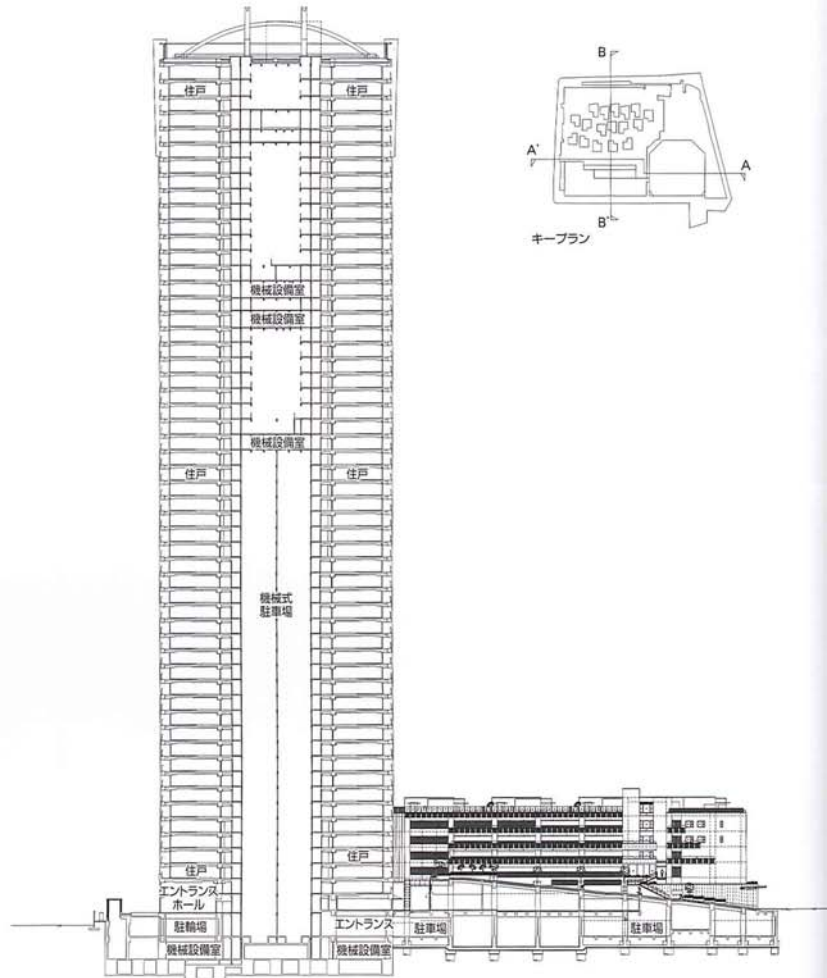 住戸
住戸
B
A'
A
B'
キープラン
機械設備室
機械設備室
機械設備室
住戸
住戸
機械式
駐車場
住戸
住戸
エントランス
ホール
駐輪場
エントランス
駐車場
駐車場
機械設備室
機械設備室